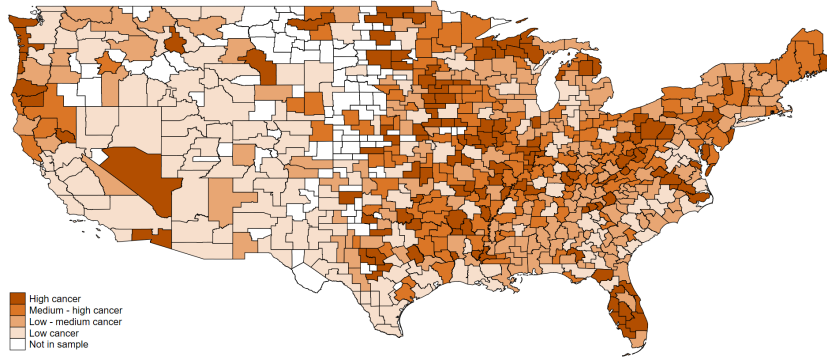 High cancer
Medium - high cancer
Low - medium cancer
Low cancer
Not in sample